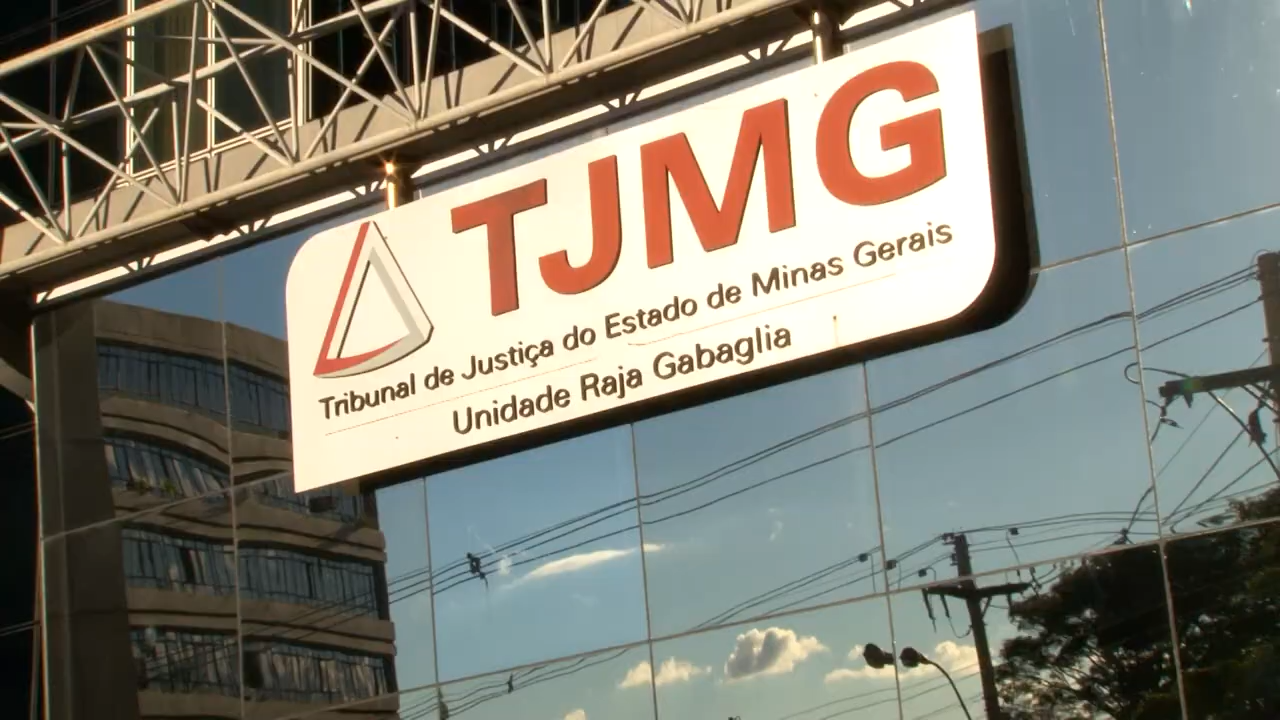 TJMG
Tribunal de Justiça do Estado de Minas Gerais
Unidade Raja Gabaglia